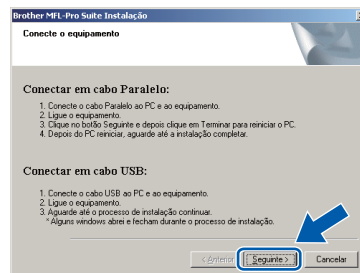 Brother MFL-Pro Suite Instalação
Conecte o equipamento
Conectar em cabo Paralelo:
1. Conecte o cabo Paralelo ao PC e ao equipamento.
2. Ligue o equipamento.
3. Clique no botão Seguinte e depois clique em Terminar para reiniciar o PC.
4. Depois do PC reiniciar, aguarde até a instalação completar.
Conectar em cabo USB:
1. Conecte o cabo USB ao PC e ao equipamento.
2. Ligue o equipamento.
3. Aguarde até o processo de instalação continuar.
* Alguns windows abrei e fecham durante o processo de instalação.
< Anterior Seguinte > Cancelar